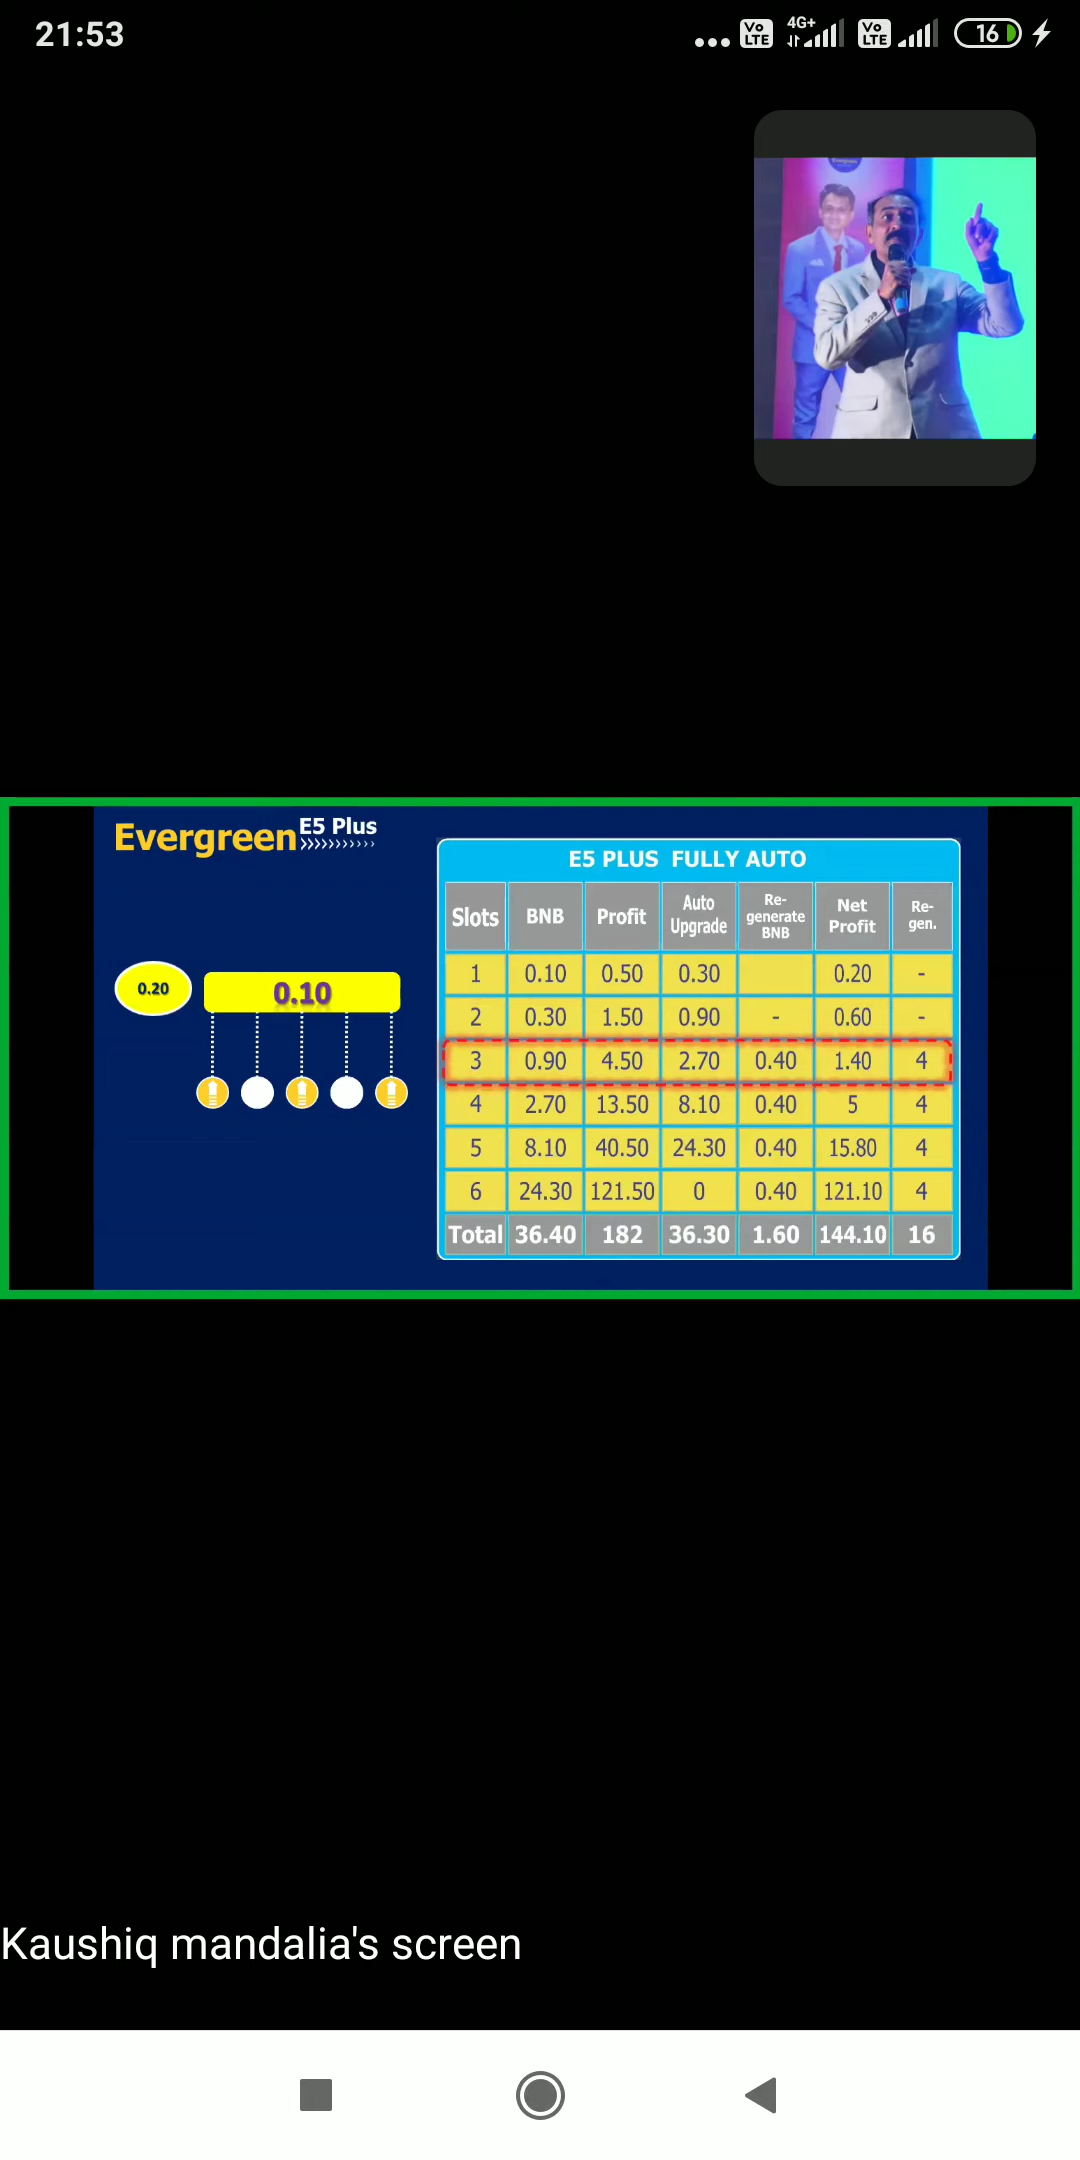 21:53
Vo LTE 4G+ Vo LTE 16
Evergreen E5 Plus
E5 PLUS FULLY AUTO
Slots BNB Profit Auto Upgrade Re-generate BNB Net Profit Re-gen.
1 0.10 0.50 0.30 0.20 -
2 0.30 1.50 0.90 - 0.60 -
3 0.90 4.50 2.70 0.40 1.40 4
4 2.70 13.50 8.10 0.40 5 4
5 8.10 40.50 24.30 0.40 15.80 4
6 24.30 121.50 0 0.40 121.10 4
Total 36.40 182 36.30 1.60 144.10 16
0.20
0.10
Kaushiq mandalia's screen